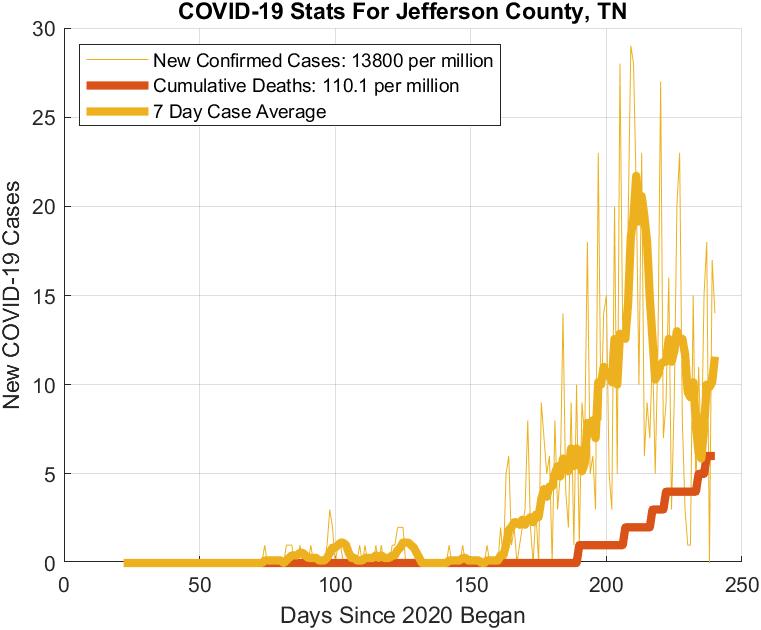 COVID-19 Stats For Jefferson County, TN
30
25
20
15
10
5
0
New COVID-19 Cases
New Confirmed Cases: 13800 per million
Cumulative Deaths: 110.1 per million
7 Day Case Average
0 50 100 150 200 250
Days Since 2020 Began